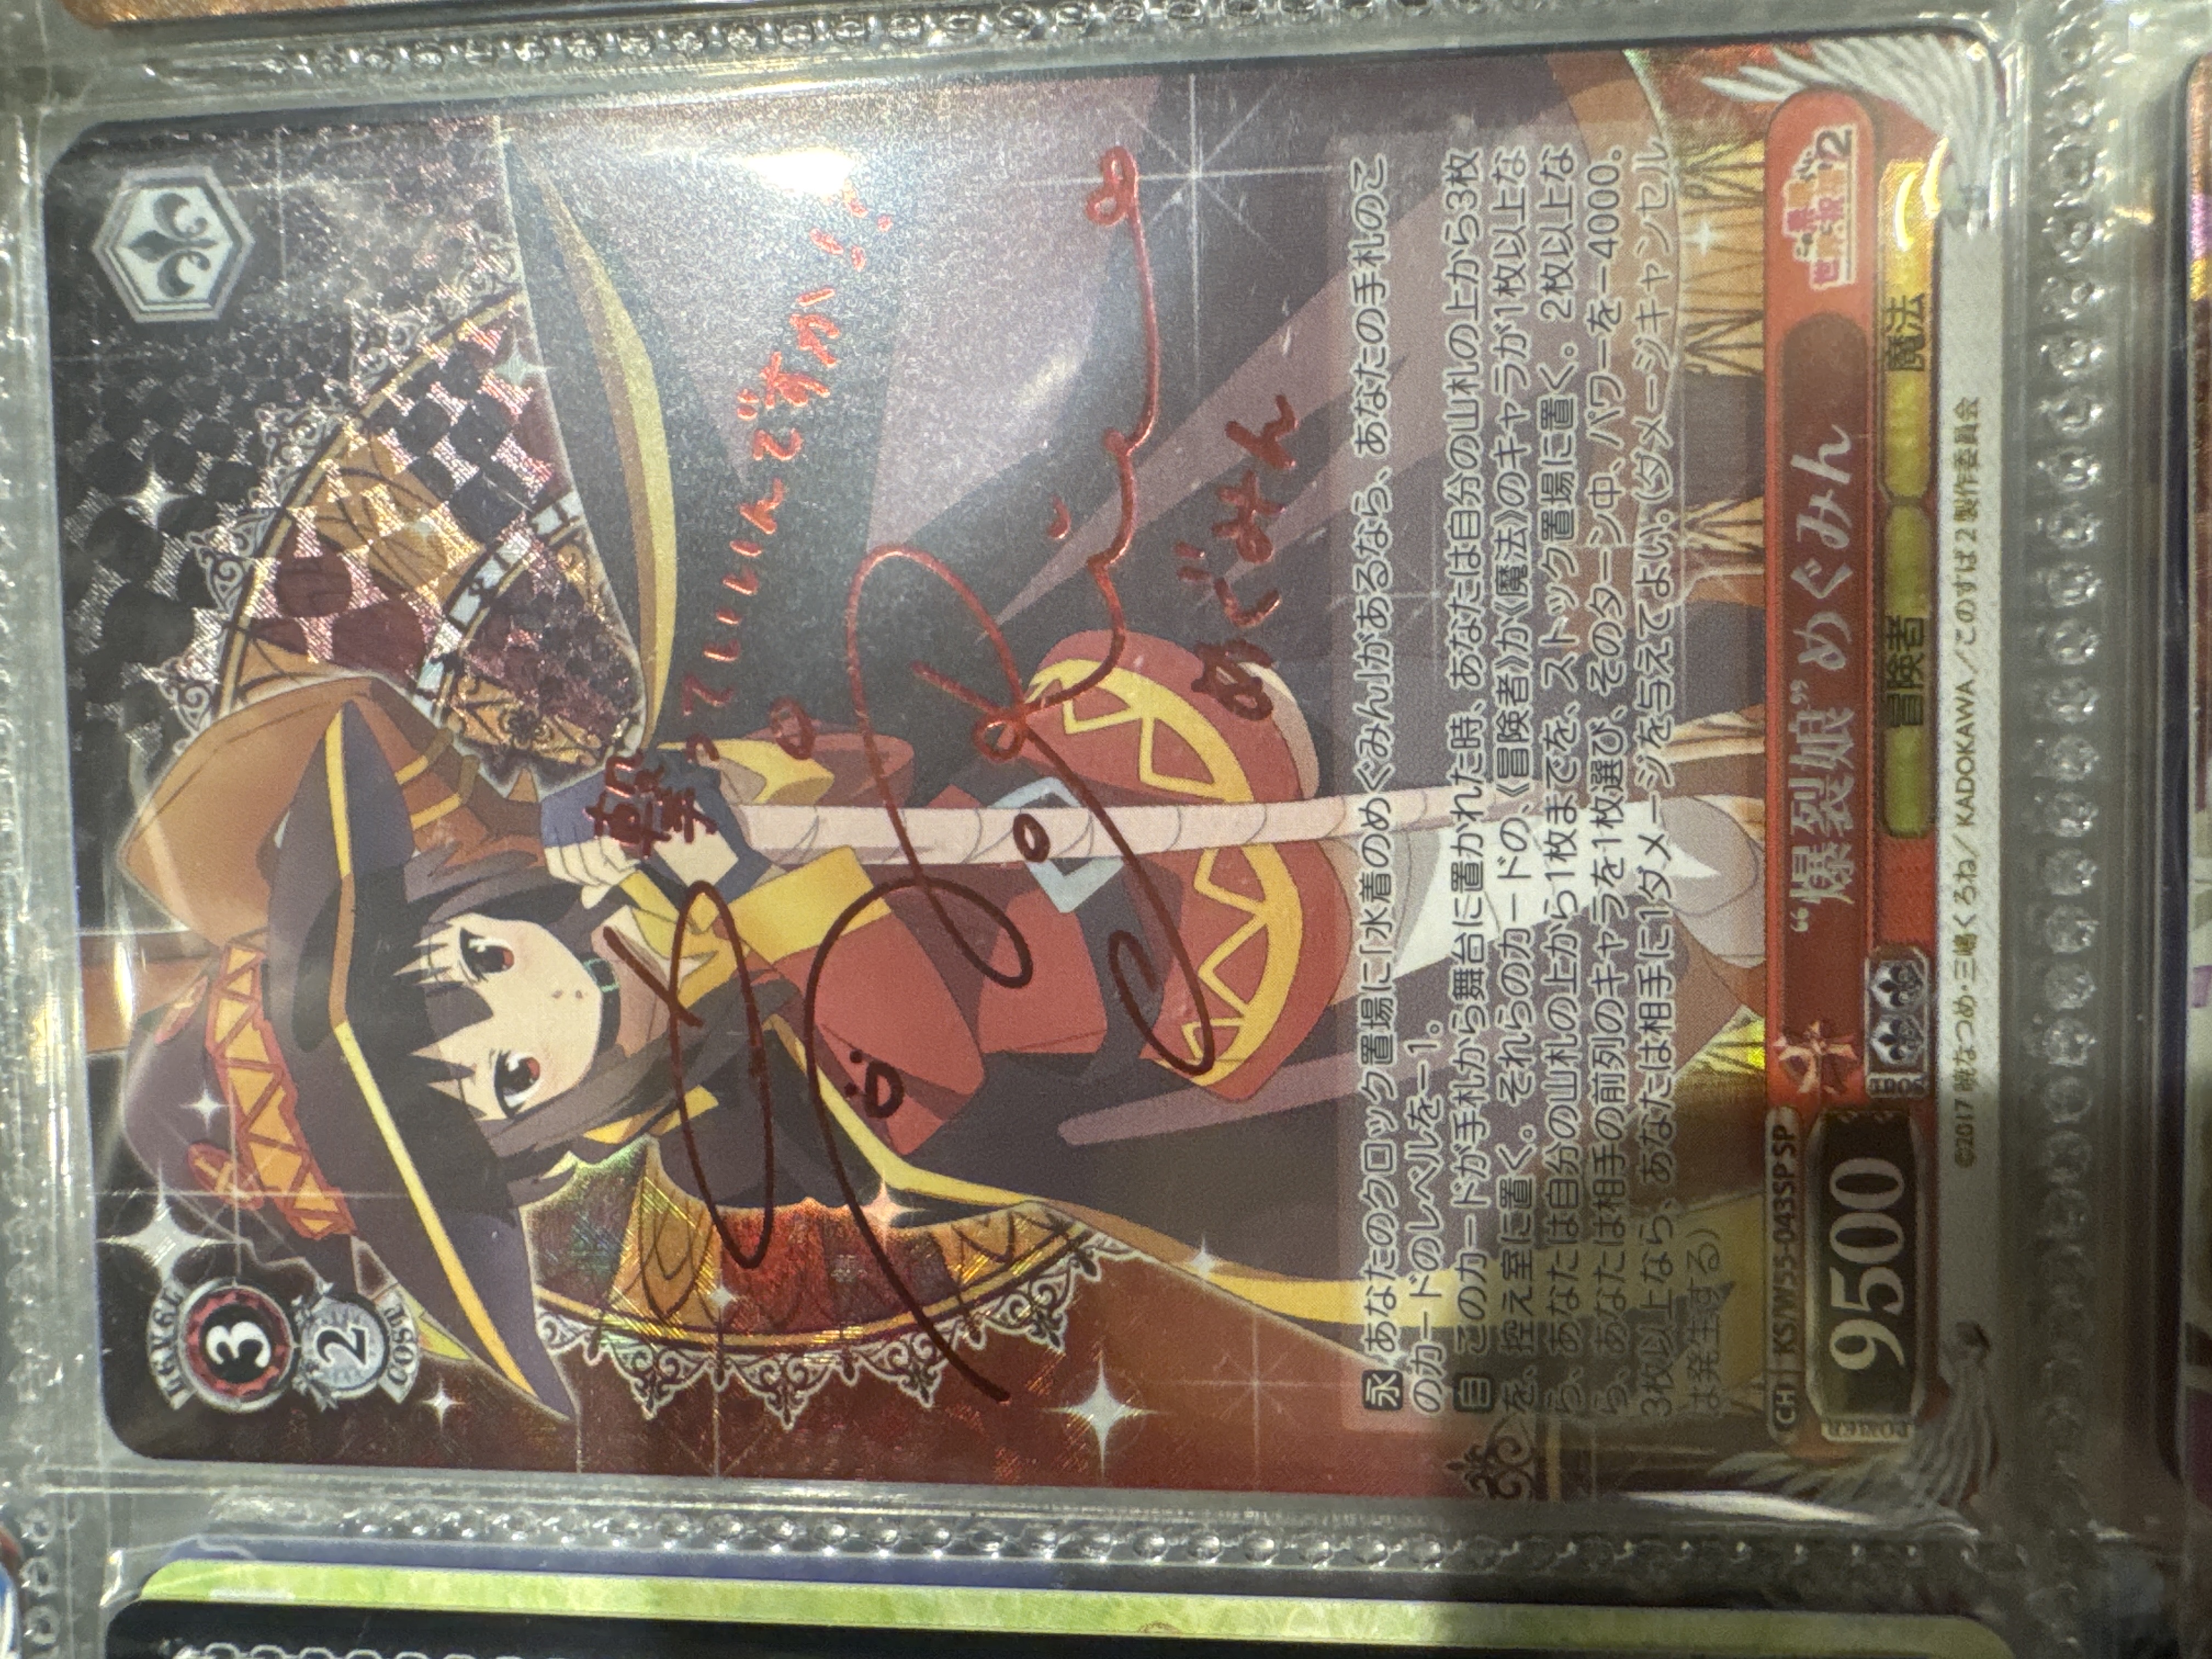 LEVEL
3
2
COST
撃っていいんですか!?
めぐみん
永 あなたのクロック置場に「水着のめぐみん」があるなら、あなたの手札のこ
のカードのレベルを－1。
自 このカードが手札から舞台に置かれた時、あなたは自分の山札の上から3枚
を、控え室に置く。それらのカードの、《冒険者》か《魔法》のキャラが1枚以上な
ら、あなたは自分の山札の上から1枚までを、ストック置場に置く。2枚以上な
ら、あなたは相手の前列のキャラを1枚選び、そのターン中、パワーを－4000。
3枚以上なら、あなたは相手に1ダメージを与えてよい。(ダメージキャンセル
は発生する)
CH KS/W55-043SP SP
“爆裂娘” めぐみん
POWER
9500
冒険者
魔法
©2017 暁なつめ・三嶋くろね／KADOKAWA／このすば2製作委員会